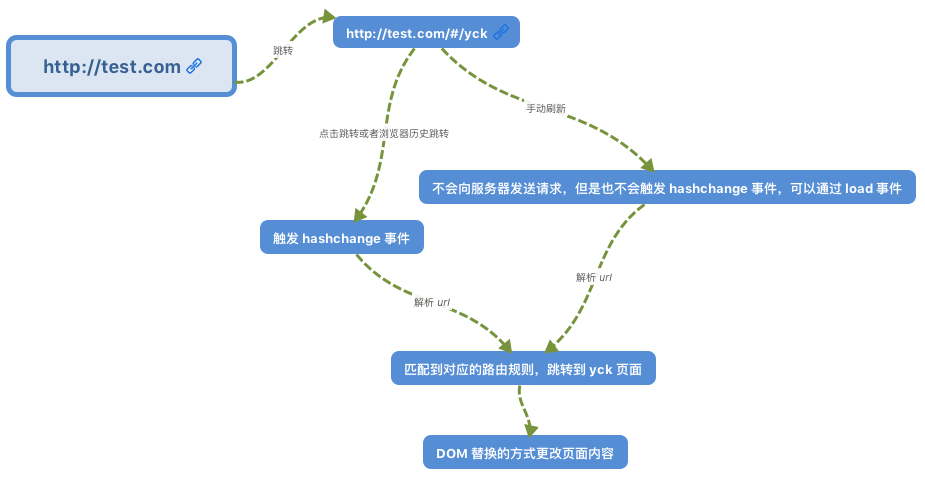 http://test.com
跳转
http://test.com/#/yck
手动刷新
点击跳转或者浏览器历史跳转
不会向服务器发送请求，但是也不会触发 hashchange 事件，可以通过 load 事件
触发 hashchange 事件
解析 url
解析 url
匹配到对应的路由规则，跳转到 yck 页面
DOM 替换的方式更改页面内容